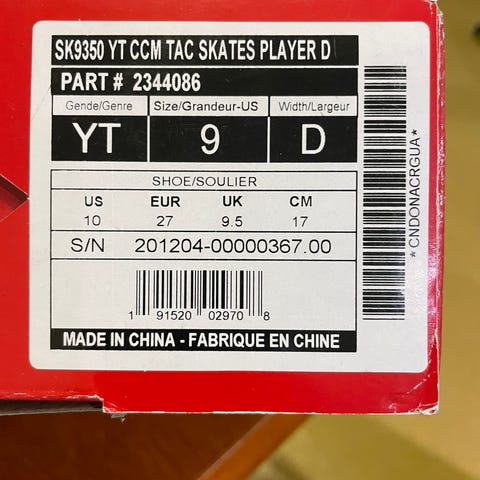 SK9350 YT CCM TAC SKATES PLAYER D
PART # 2344086
Gende/Genre Size/Grandeur-US Width/Largeur
YT 9 D
SHOE/SOULIER
US EUR UK CM
10 27 9.5 17
S/N 201204-00000367.00
1 91520 02970 8
MADE IN CHINA - FABRIQUE EN CHINE
*CNDONACRGUA*